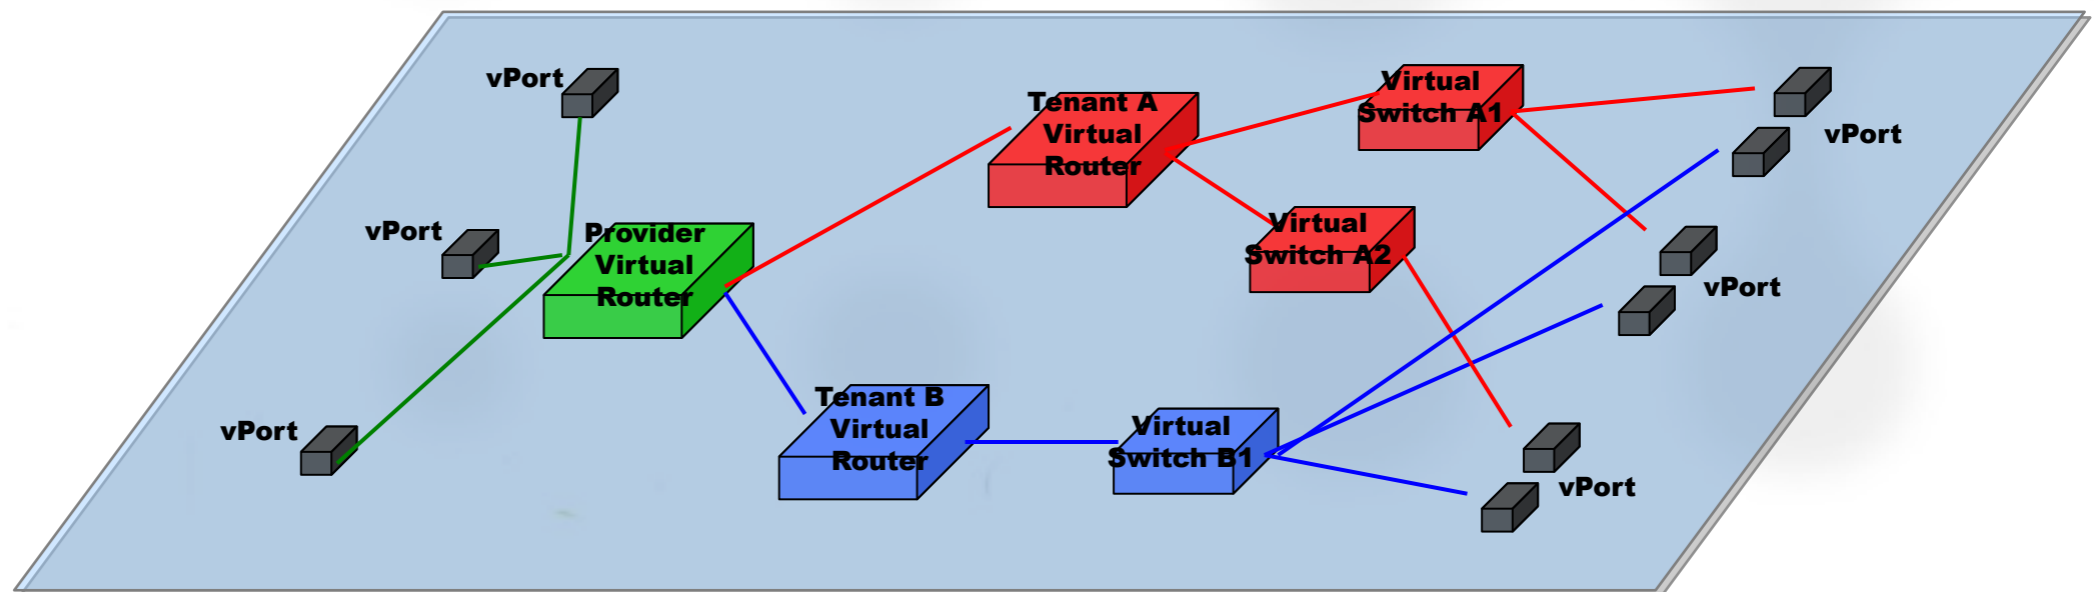 vPort
vPort
vPort
Provider
Virtual
Router
Tenant A
Virtual
Router
Tenant B
Virtual
Router
Virtual
Switch A1
Virtual
Switch A2
Virtual
Switch B1
vPort
vPort
vPort